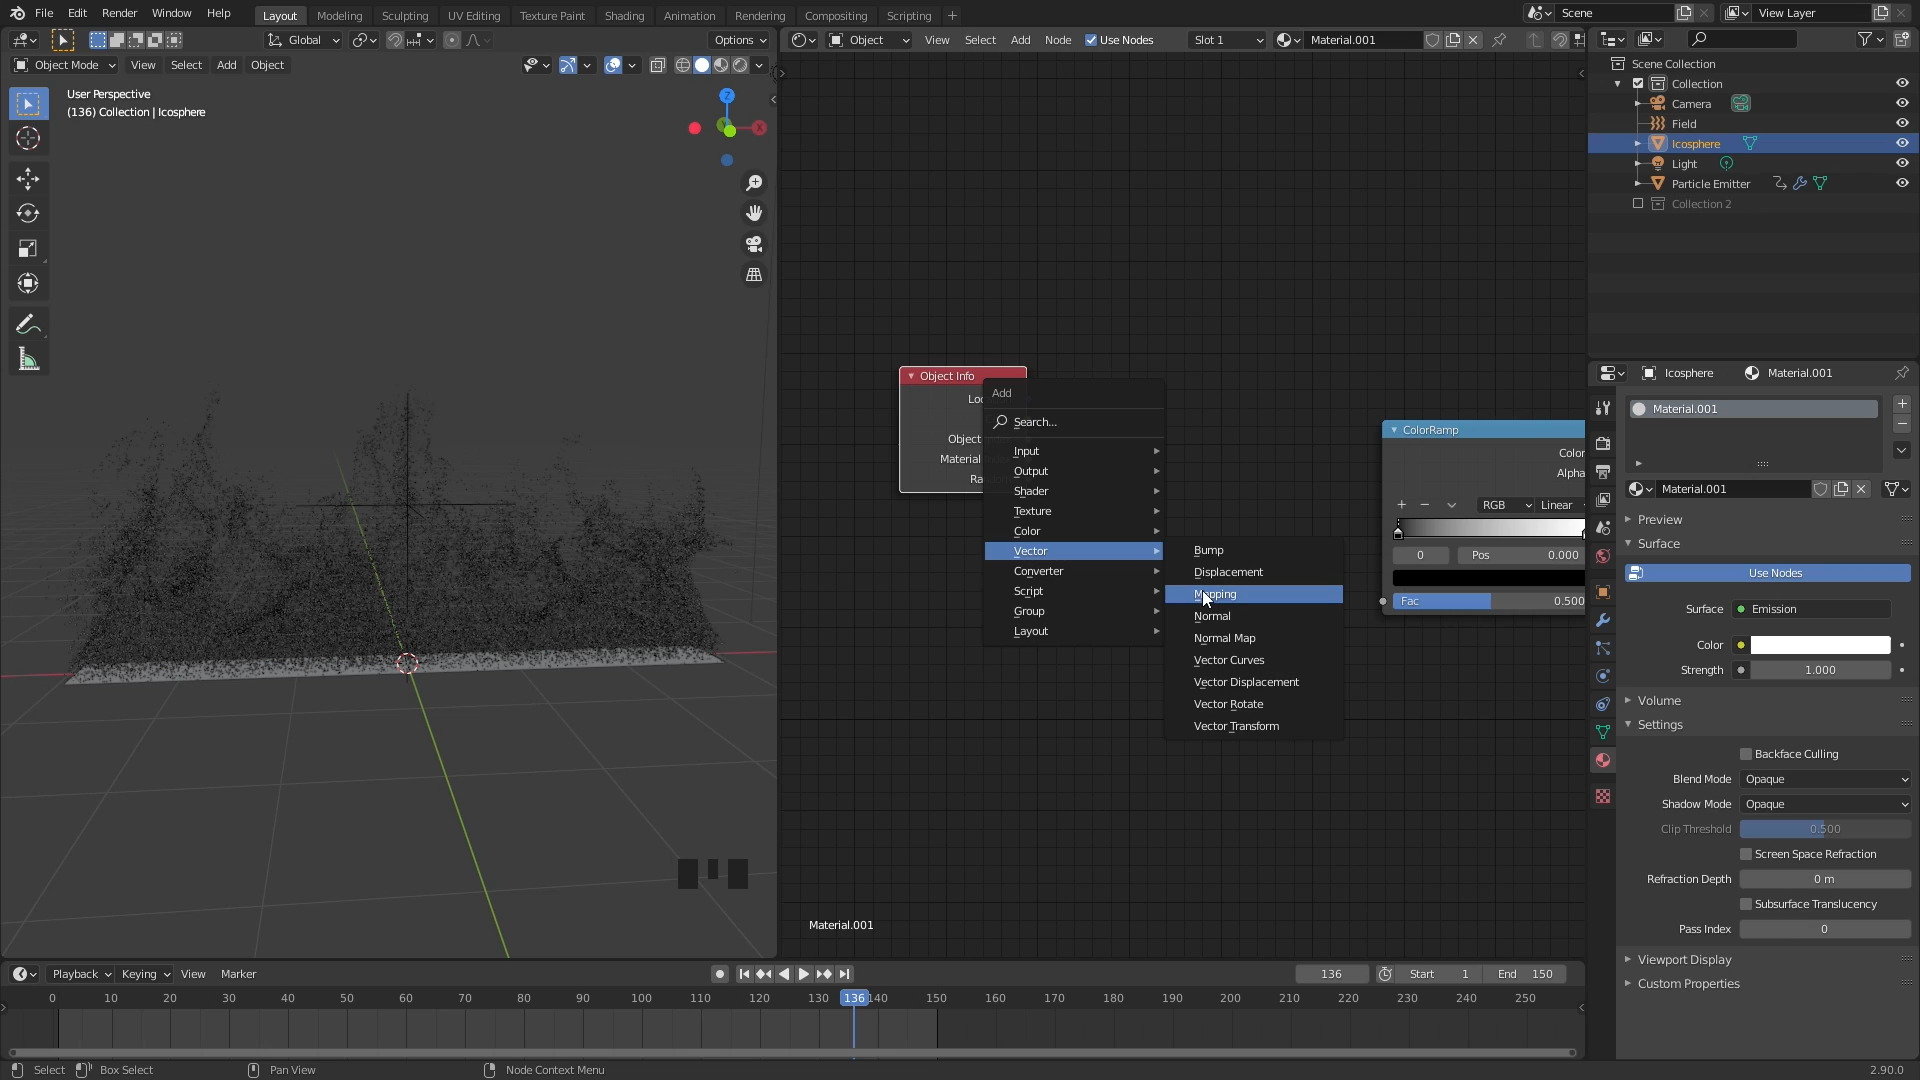 File Edit Render Window Help
Layout Modeling Sculpting UV Editing Texture Paint Shading Animation Rendering Compositing Scripting +
Scene View Layer
Global Options
Object View Select Add Node Use Nodes Slot 1 Material.001
Object Mode View Select Add Object
User Perspective
(136) Collection | Icosphere
Z
X
Scene Collection
Collection
Camera
Field
Icosphere
Light
Particle Emitter
Collection 2
Object Info
Object
Material
Add
Search...
Input
Output
Shader
Texture
Color
Vector
Converter
Script
Group
Layout
Bump
Displacement
Mapping
Normal
Normal Map
Vector Curves
Vector Displacement
Vector Rotate
Vector Transform
ColorRamp
Color
Alpha
RGB Linear
0 Pos 0.000
Fac 0.500
Material.001
Icosphere Material.001
Material.001
Material.001
Preview
Surface
Use Nodes
Surface Emission
Color
Strength 1.000
Volume
Settings
Backface Culling
Blend Mode Opaque
Shadow Mode Opaque
Clip Threshold 0.500
Screen Space Refraction
Refraction Depth 0 m
Subsurface Translucency
Pass Index 0
Viewport Display
Custom Properties
Playback Keying View Marker 136 Start 1 End 150
0 10 20 30 40 50 60 70 80 90 100 110 120 130 136 140 150 160 170 180 190 200 210 220 230 240 250
Select Box Select Pan View Node Context Menu 2.90.0